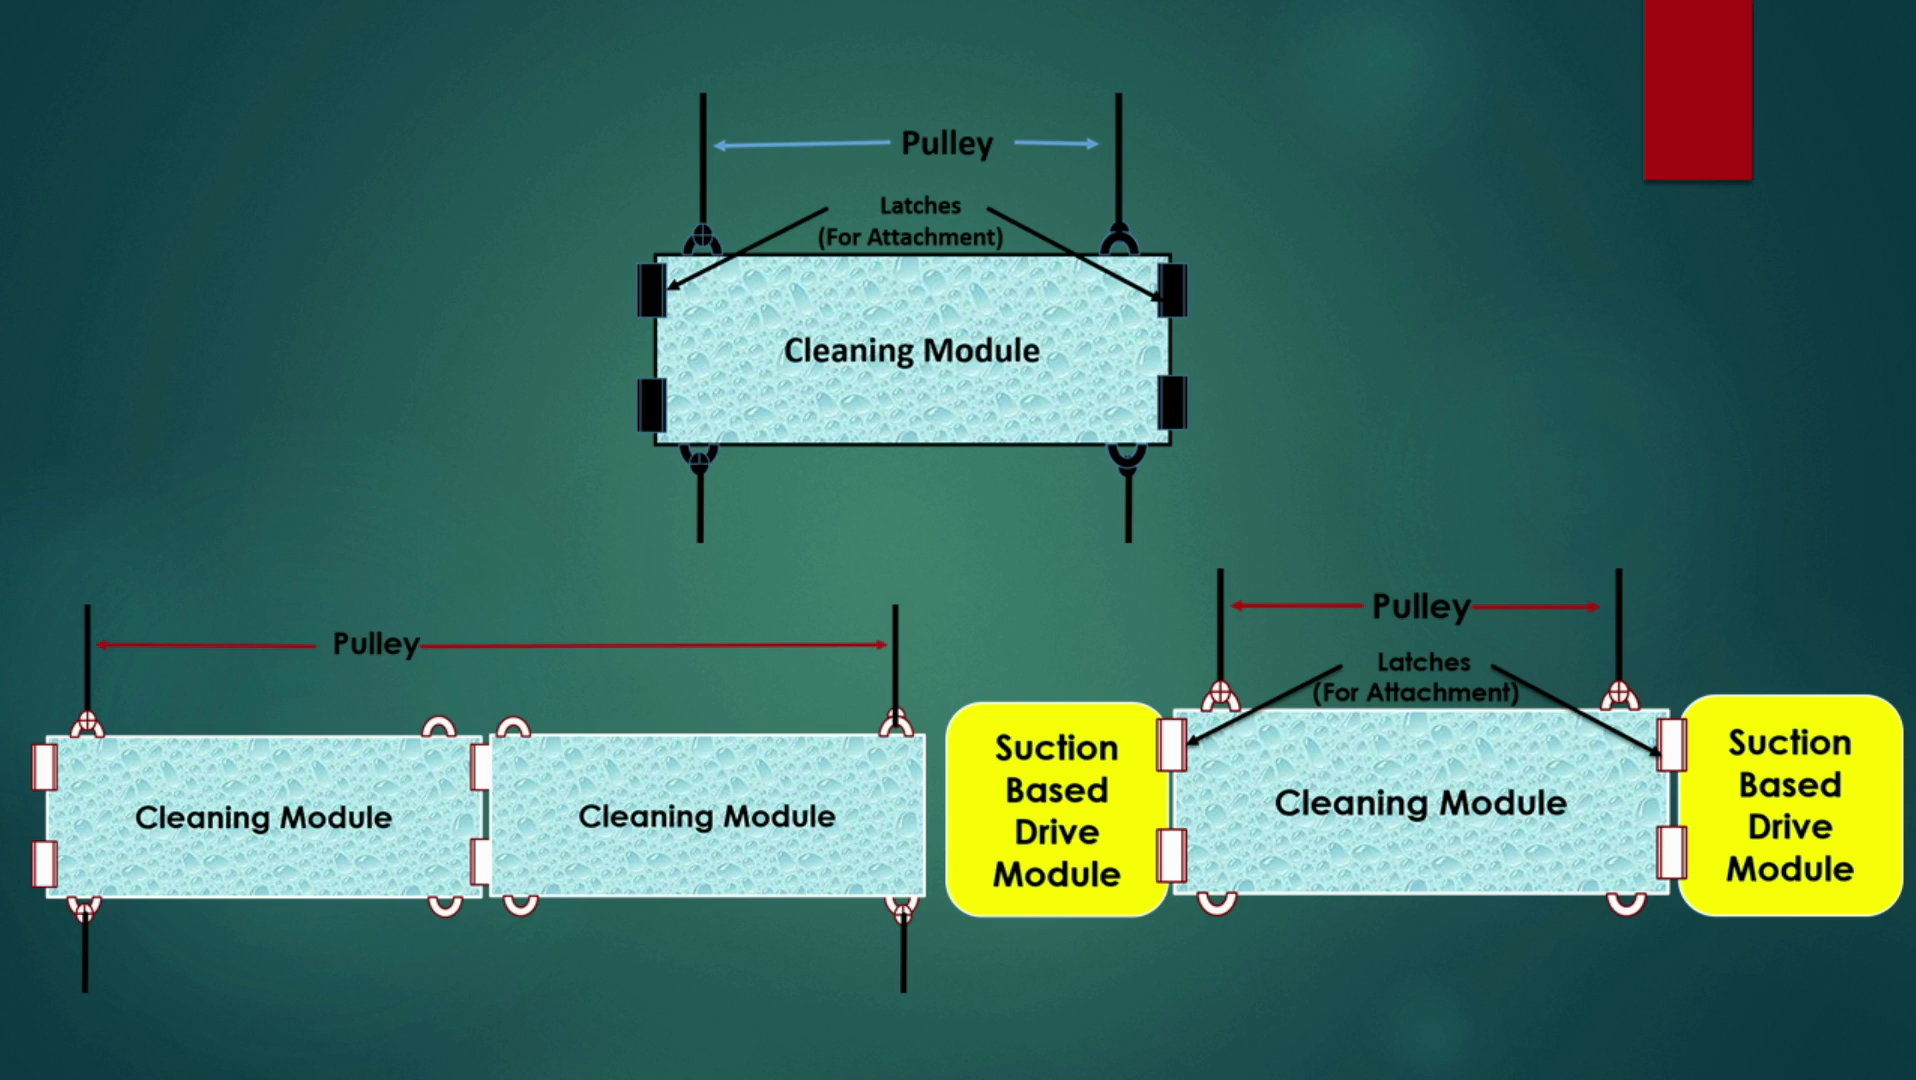 Pulley
Latches
(For Attachment)
Cleaning Module
Pulley
Cleaning Module
Cleaning Module
Pulley
Latches
(For Attachment)
Suction
Based
Drive
Module
Cleaning Module
Suction
Based
Drive
Module